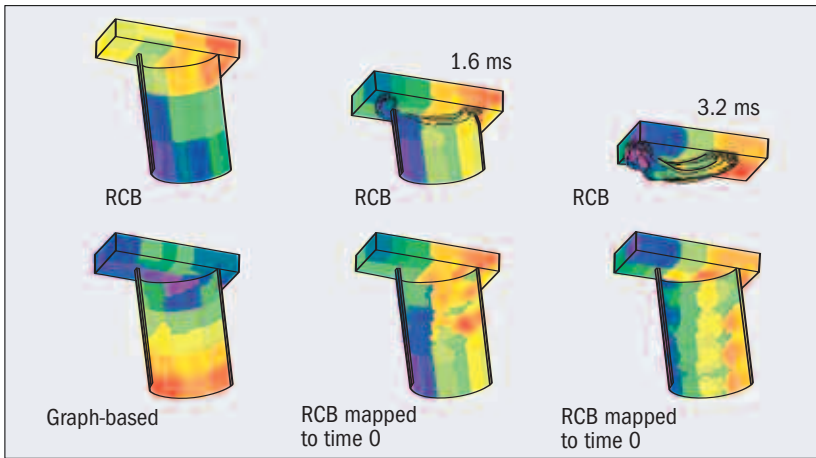 1.6 ms
3.2 ms
RCB
RCB
RCB
Graph-based
RCB mapped
to time 0
RCB mapped
to time 0